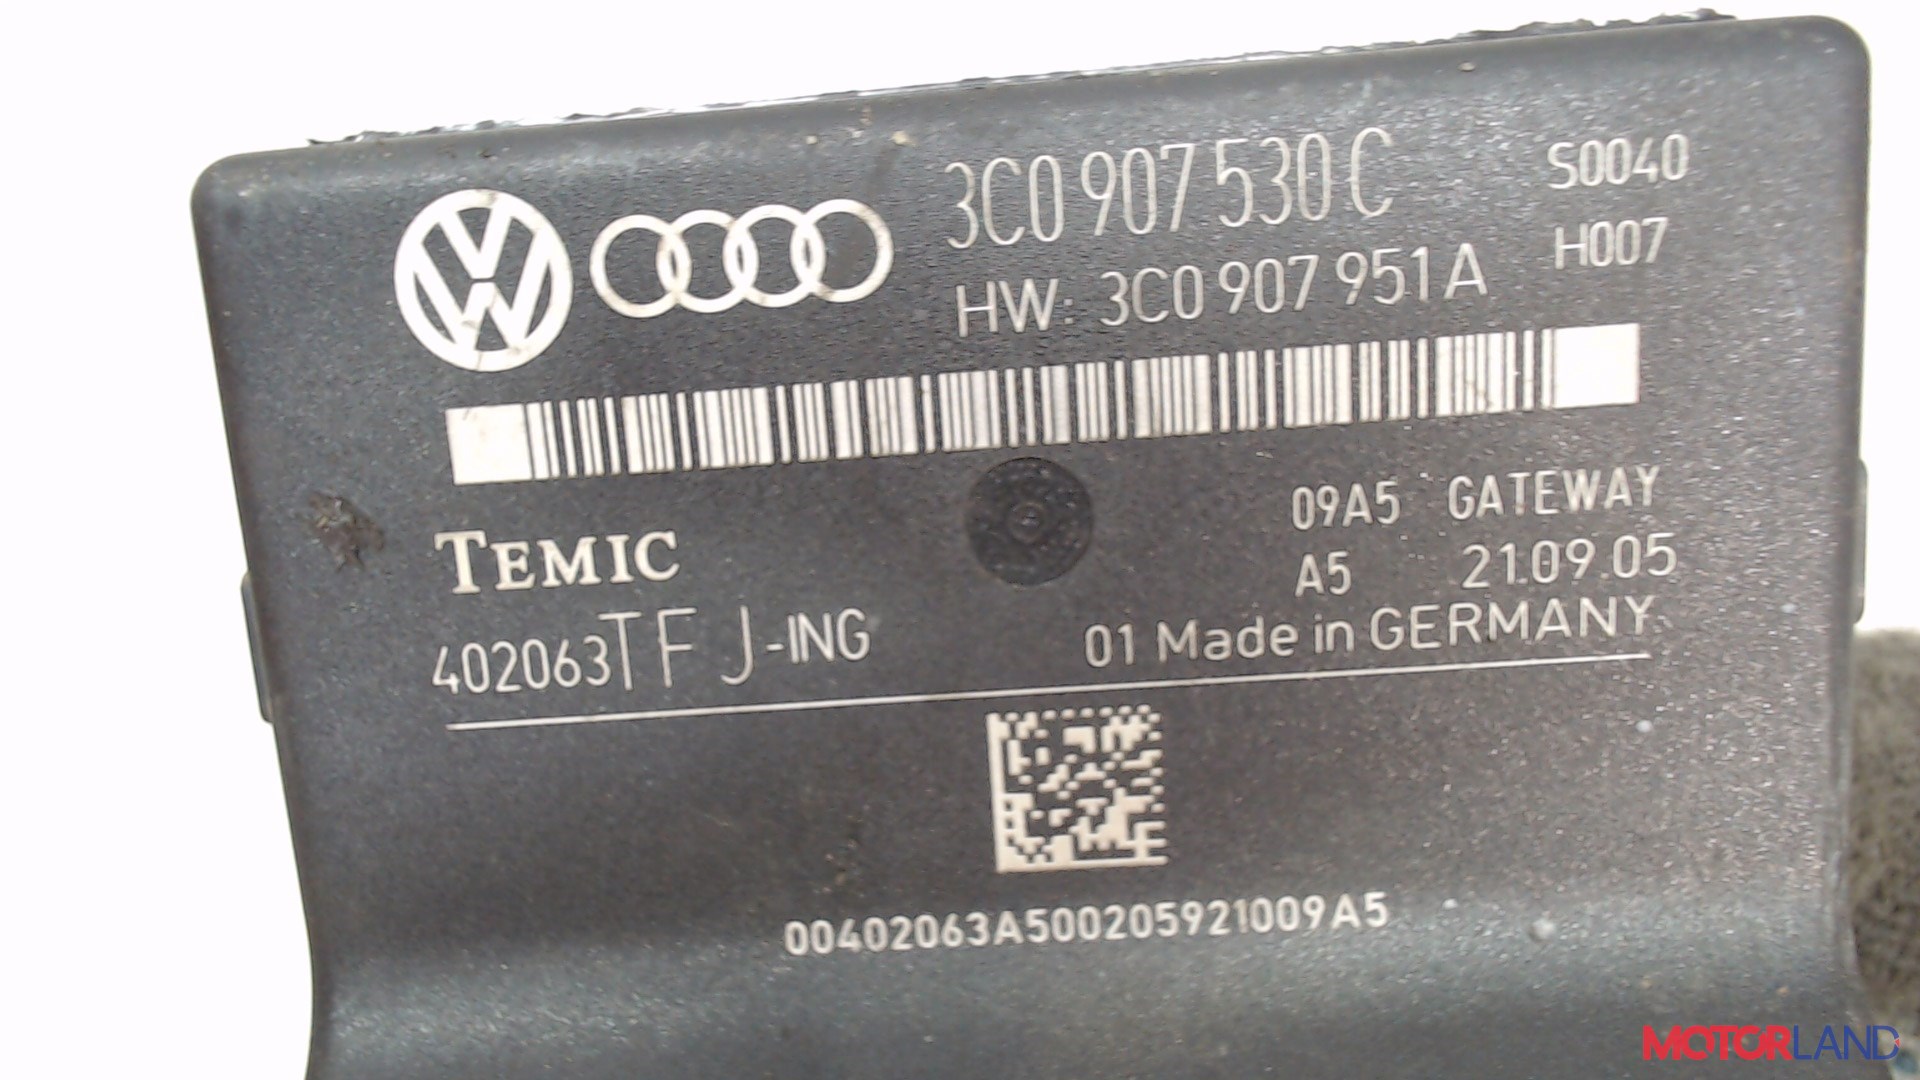 3C0 907 530 C S0040
HW: 3C0 907 951 A H007
TEMIC 09A5 GATEWAY
A5 21.09.05
402063TF J-ING 01 Made in GERMANY
00402063A500205921009A5
MOTORLAND